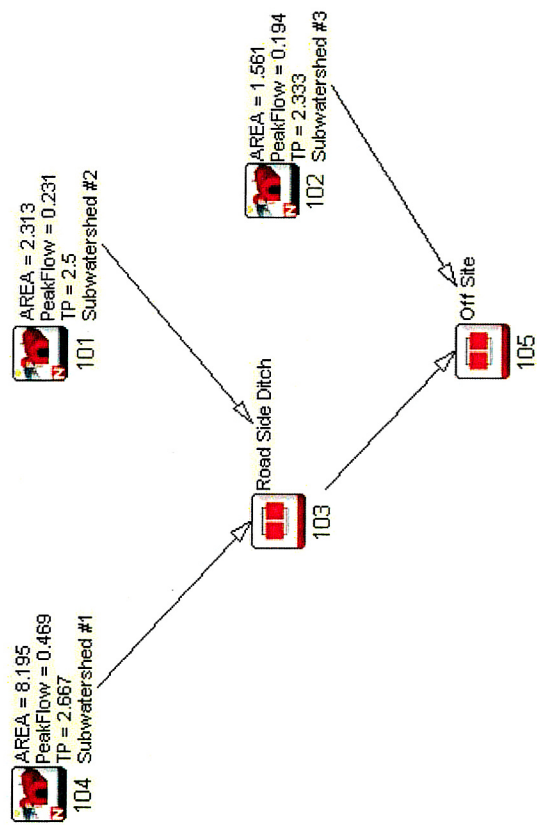 AREA = 8.195
PeakFlow = 0.469
TP = 2.667
104 Subwatershed #1
AREA = 2.313
PeakFlow = 0.231
TP = 2.5
101 Subwatershed #2
AREA = 1.561
PeakFlow = 0.194
TP = 2.333
102 Subwatershed #3
Road Side Ditch
103
Off Site
105
N
N
N